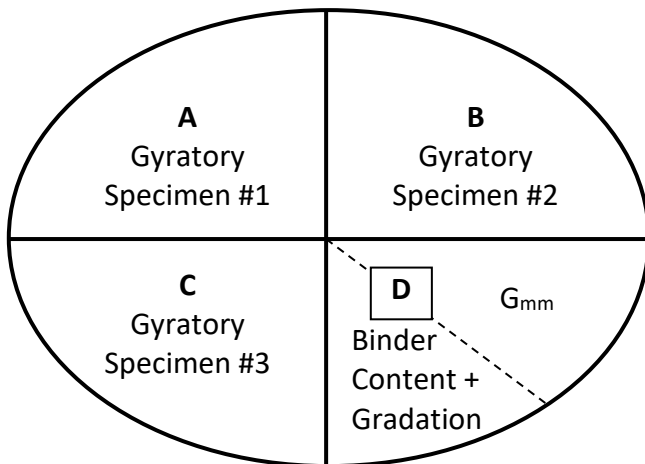 A
Gyratory
Specimen #1
B
Gyratory
Specimen #2
C
Gyratory
Specimen #3
D
Binder
Content +
Gradation
Gmm